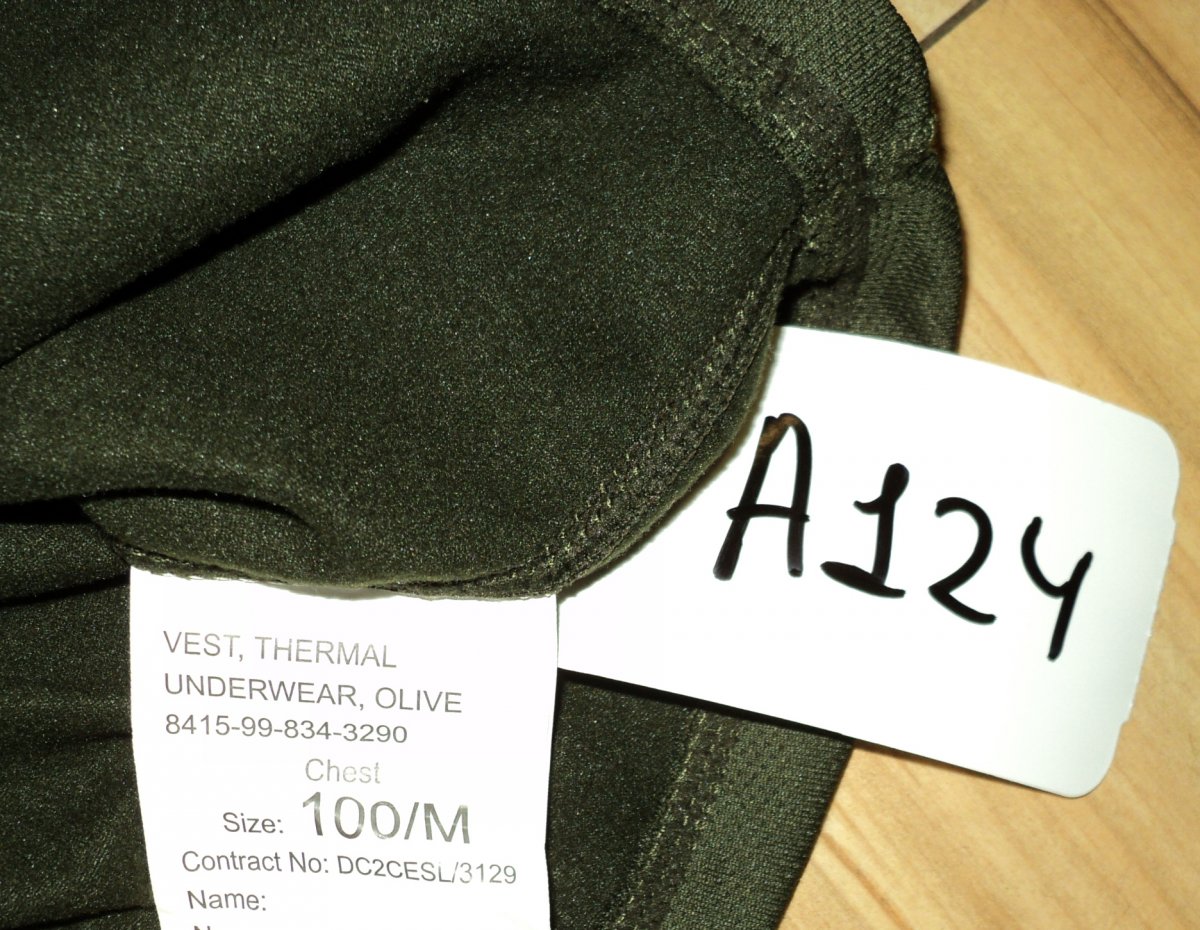 A124
VEST, THERMAL
UNDERWEAR, OLIVE
8415-99-834-3290
Chest
Size: 100/M
Contract No: DC2CESL/3129
Name: